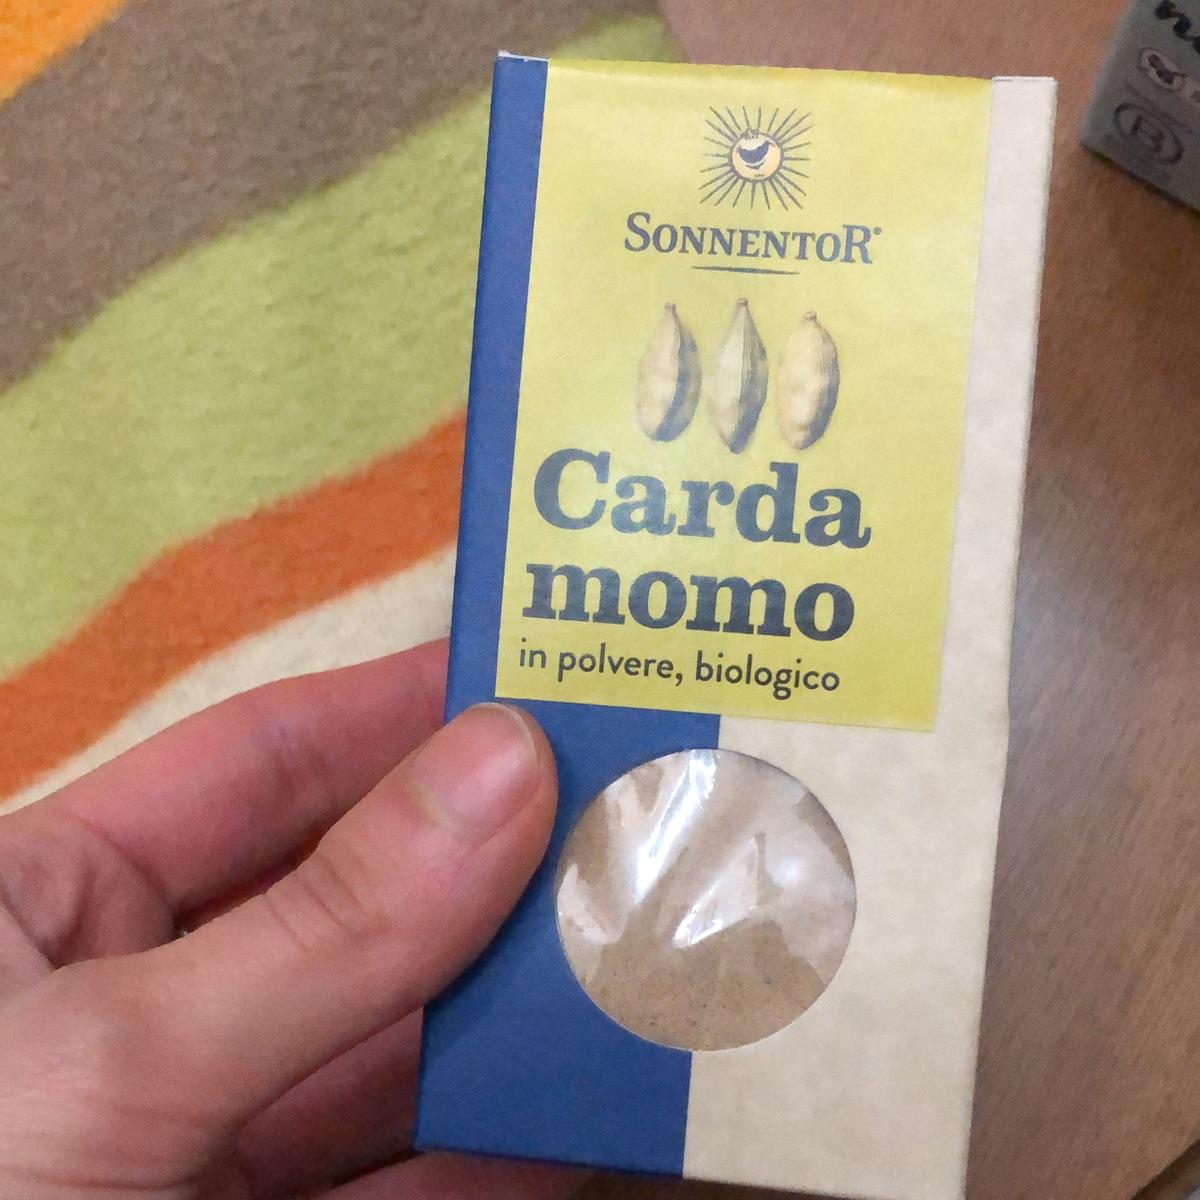 SONNENTOR
Carda
momo
in polvere, biologico
B